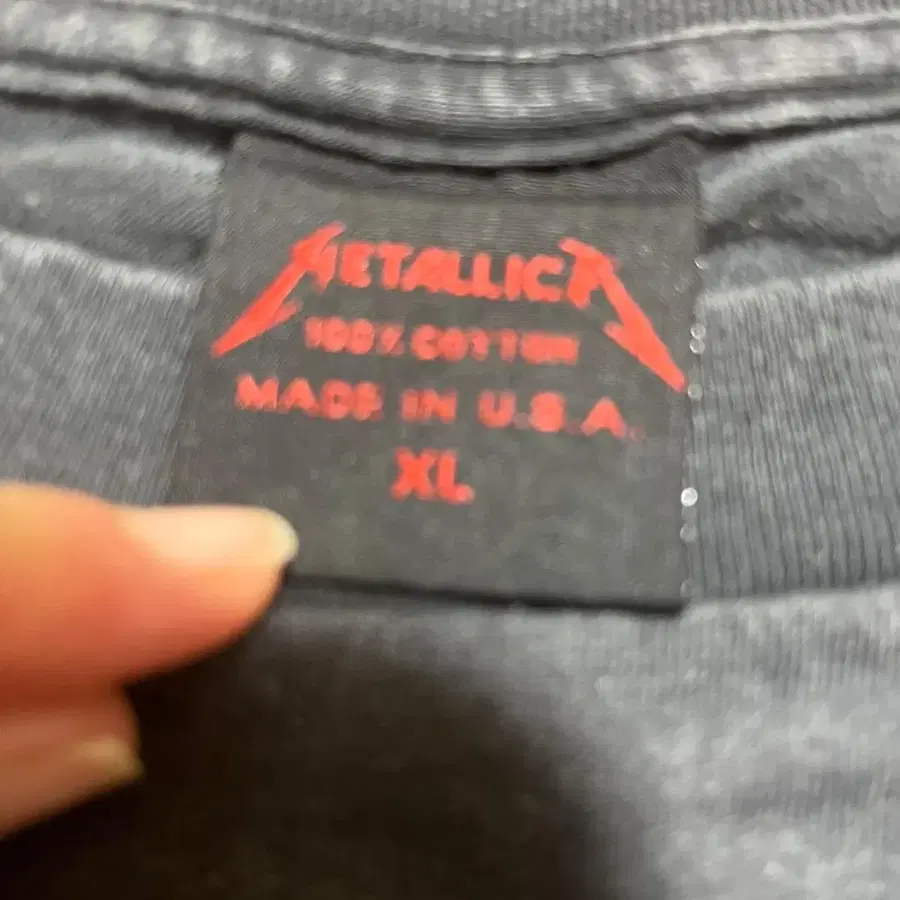 METALLICA
100% COTTON
MADE IN U.S.A.
XL